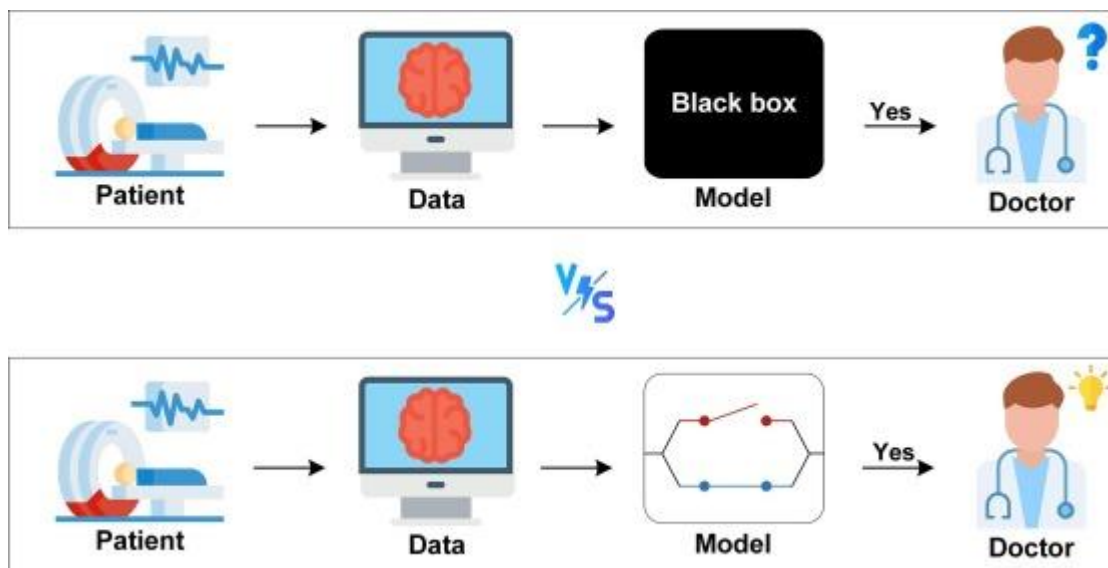 Black box
Yes
Patient
Data
Model
Doctor
VS
Yes
Patient
Data
Model
Doctor